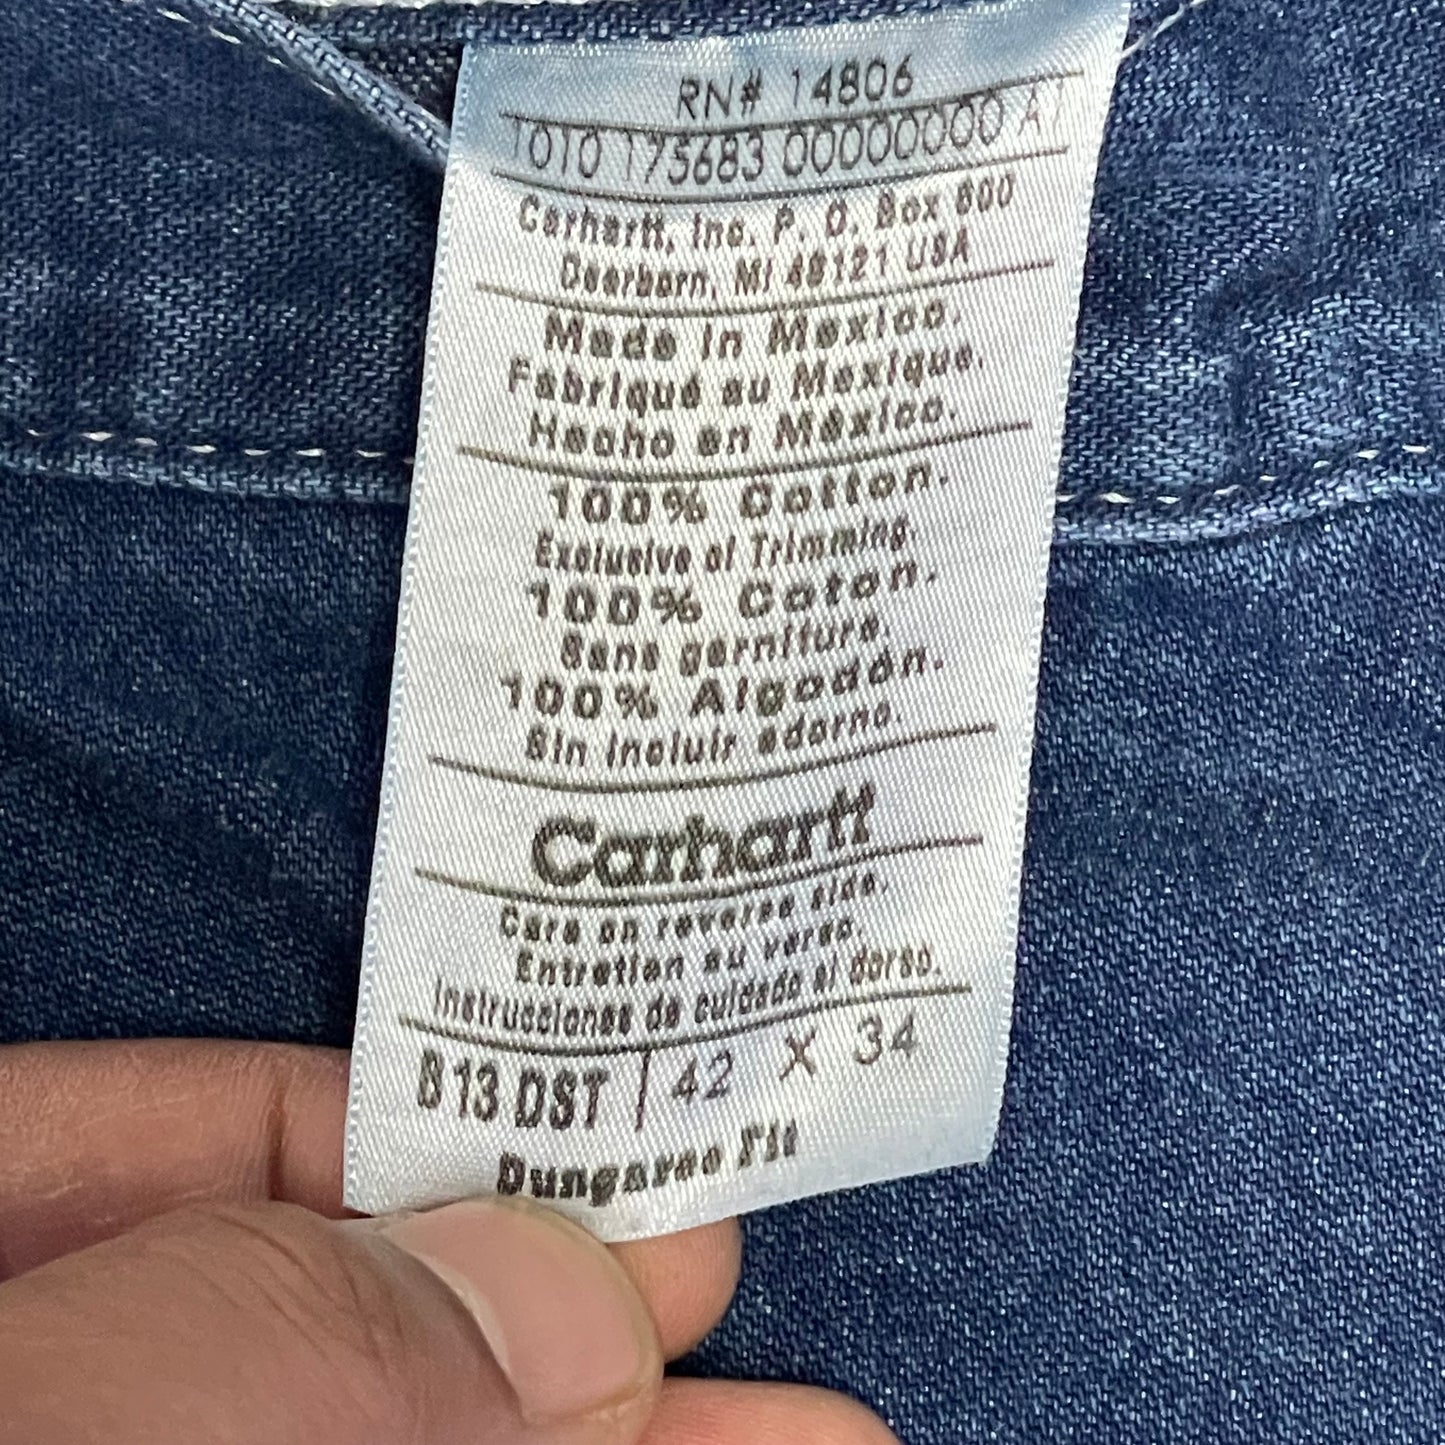 RN# 14806
1010 175683 00000000 A7
Carhartt, Inc. P. O. Box 600
Dearborn, MI 48121 USA
Made in Mexico.
Fabriqué au Mexique.
Hecho en México.
100% Cotton.
Exclusive of Trimming.
100% Coton.
Sans garniture.
100% Algodón.
Sin incluir adorno.
Carhartt
Care on reverse side.
Entretien au verso.
Instrucciones de cuidado al dorso.
B13 DST | 42 X 34
Dungaree Fit